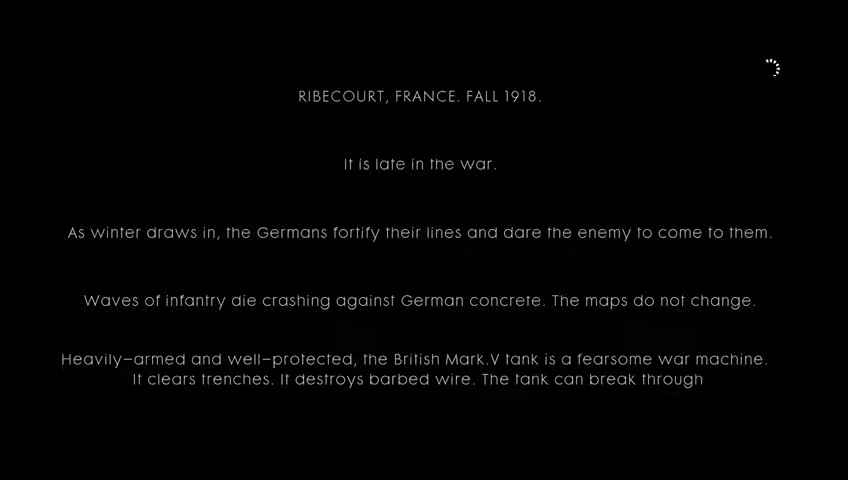 RIBECOURT, FRANCE. FALL 1918.
It is late in the war.
As winter draws in, the Germans fortify their lines and dare the enemy to come to them.
Waves of infantry die crashing against German concrete. The maps do not change.
Heavily-armed and well-protected, the British Mark.V tank is a fearsome war machine.
It clears trenches. It destroys barbed wire. The tank can break through